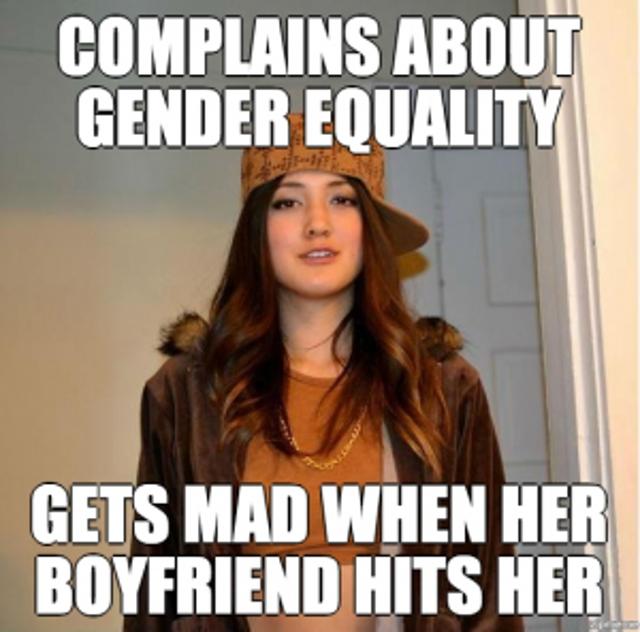 COMPLAINS ABOUT
GENDER EQUALITY
GETS MAD WHEN HER
BOYFRIEND HITS HER